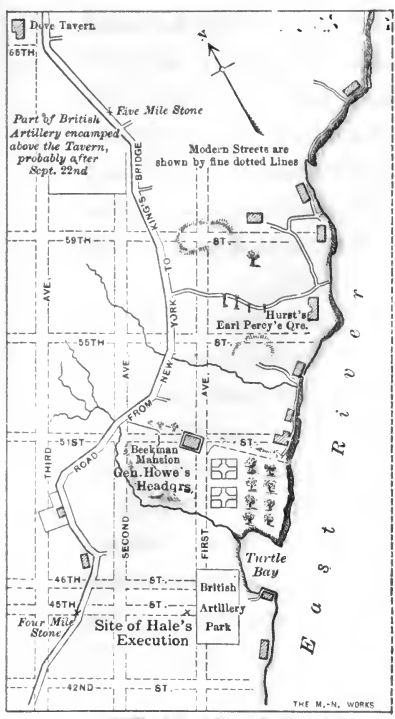 Dove Tavern
65TH
Five Mile Stone
Part of British
Artillery encamped
above the Tavern,
probably after
Sept. 22nd
Modern Streets are
shown by fine dotted Lines
N.
59TH ST.
AVE.
ROAD FROM NEW YORK TO KING'S BRIDGE
Hurst's
Earl Percy's Qre.
55TH ST.
AVE.
AVE.
51ST ST.
Beekman
Mansion
Gen. Howe's
Headqrs.
THIRD
SECOND
FIRST
East River
Turtle
Bay
46TH ST.
British
Artillery
Park
45TH ST.
Four Mile
Stone
Site of Hale's
Execution
42ND ST.
THE M.-N. WORKS